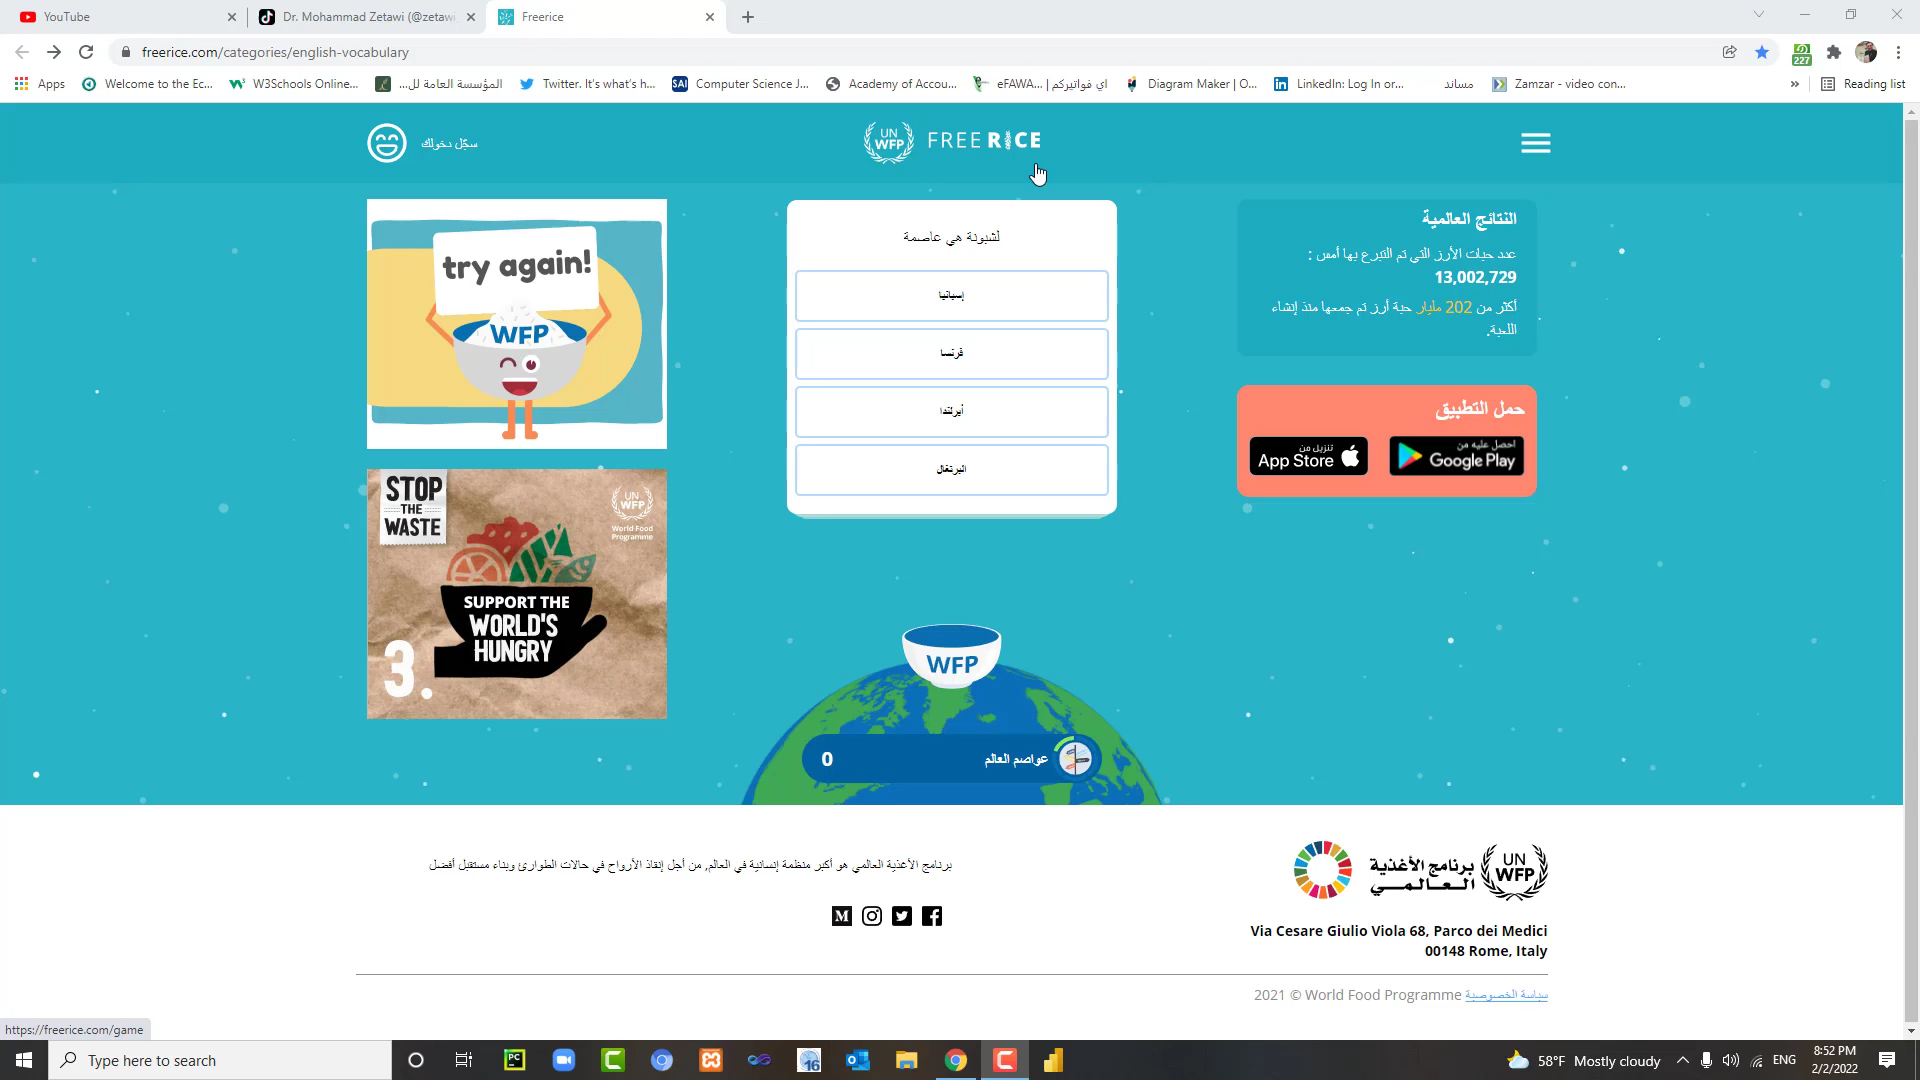 YouTube
Dr. Mohammad Zetawi (@zetaw
Freerice
freerice.com/categories/english-vocabulary
227
Apps
Welcome to the Ec...
W3Schools Online...
المؤسسة العامة لل...
Twitter. It's what's h...
SAI
Computer Science J...
Academy of Accou...
eFAWA... | اي فواتيركم
Diagram Maker | O...
LinkedIn: Log In or...
مساند
Zamzar - video con...
»
Reading list
سجّل دخولك
UN WFP
FREE RICE
try again!
WFP
لشبونة هي عاصمة
إسبانيا
فرنسا
أيرلندا
البرتغال
النتائج العالمية
عدد حبات الأرز التي تم التبرع بها أمس :
13,002,729
أكثر من 202 مليار حبة أرز تم جمعها منذ إنشاء
اللعبة.
حمل التطبيق
تنزيل من
App Store
احصل عليه من
Google Play
STOP
THE
WASTE
UN
WFP
World Food
Programme
SUPPORT THE
WORLD'S
HUNGRY
3.
WFP
0
عواصم العالم
برنامج الأغذية العالمي هو أكبر منظمة إنسانية في العالم, من أجل إنقاذ الأرواح في حالات الطوارئ وبناء مستقبل أفضل
برنامج الأغذية
العالمي
UN
WFP
Via Cesare Giulio Viola 68, Parco dei Medici
00148 Rome, Italy
2021 © World Food Programme سياسة الخصوصية
https://freerice.com/game
Type here to search
PC
16
58°F Mostly cloudy
ENG
8:52 PM
2/2/2022